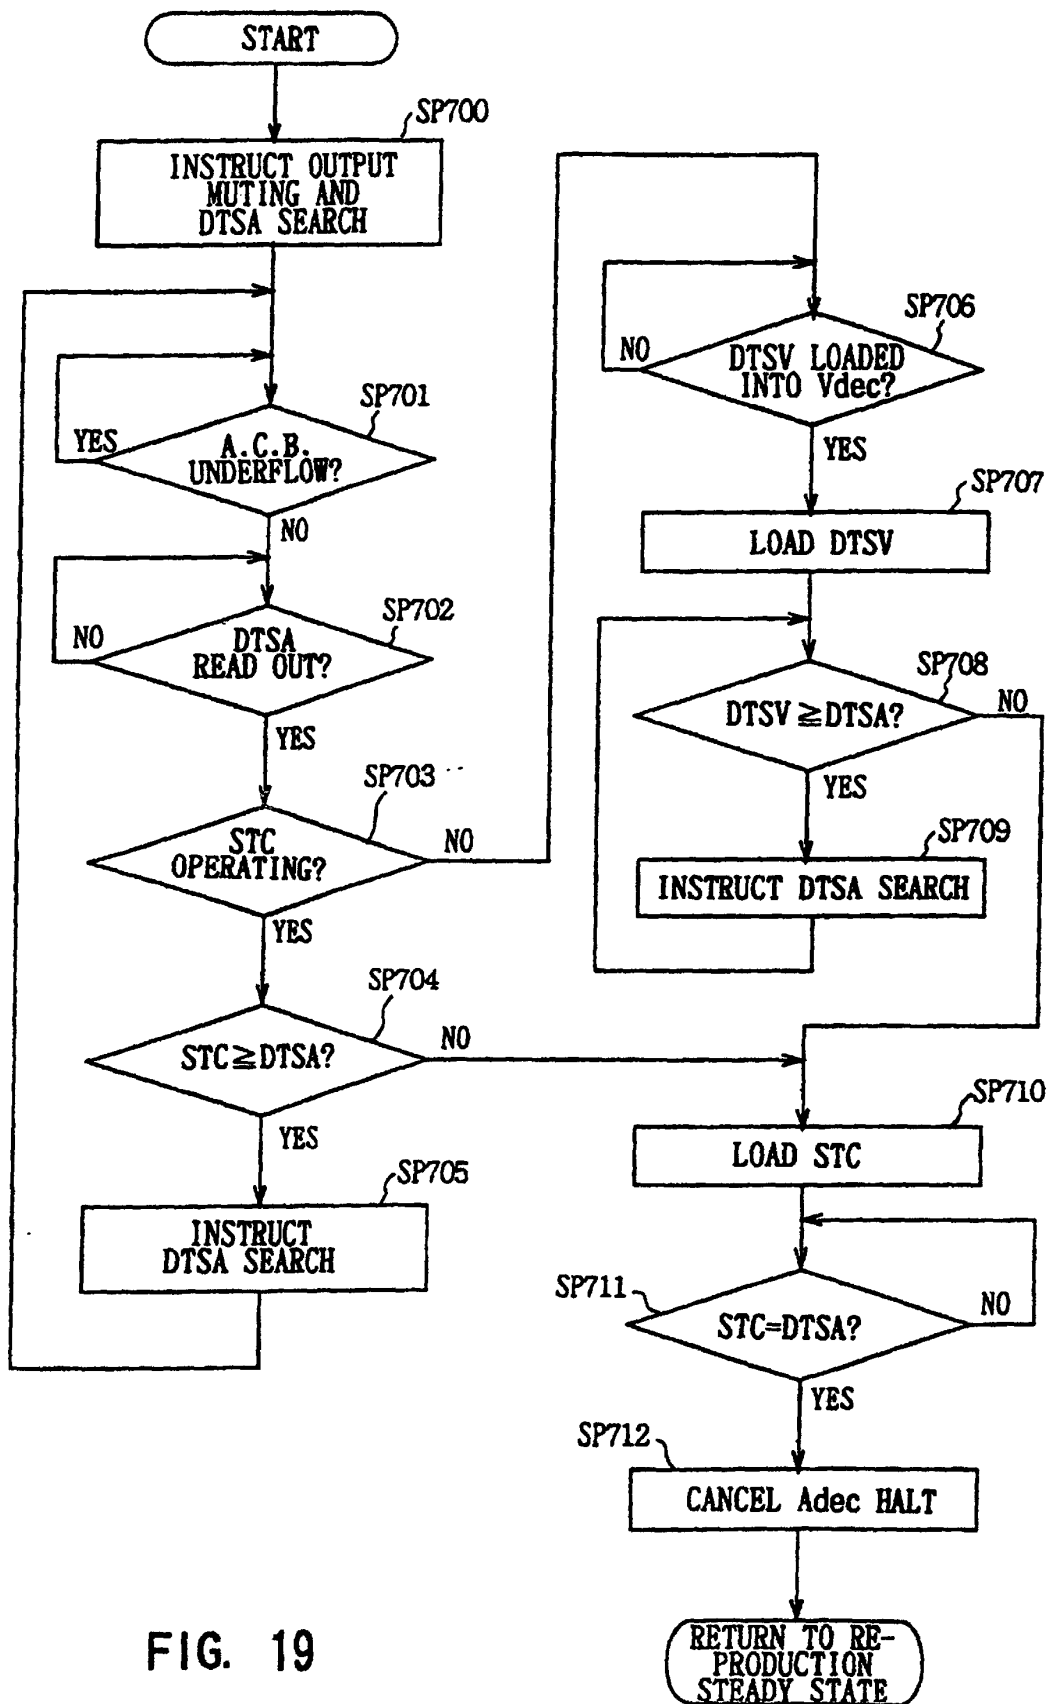 START
SP700
INSTRUCT OUTPUT
MUTING AND
DTSA SEARCH
SP701
YES
A.C.B.
UNDERFLOW?
NO
SP702
NO
DTSA
READ OUT?
YES
SP703
STC
OPERATING?
NO
YES
SP704
STC≧DTSA?
NO
YES
SP705
INSTRUCT
DTSA SEARCH
SP706
NO
DTSV LOADED
INTO Vdec?
YES
SP707
LOAD DTSV
SP708
DTSV≧DTSA?
NO
YES
SP709
INSTRUCT DTSA SEARCH
SP710
LOAD STC
SP711
STC=DTSA?
NO
YES
SP712
CANCEL Adec HALT
RETURN TO RE-
PRODUCTION
STEADY STATE
FIG. 19